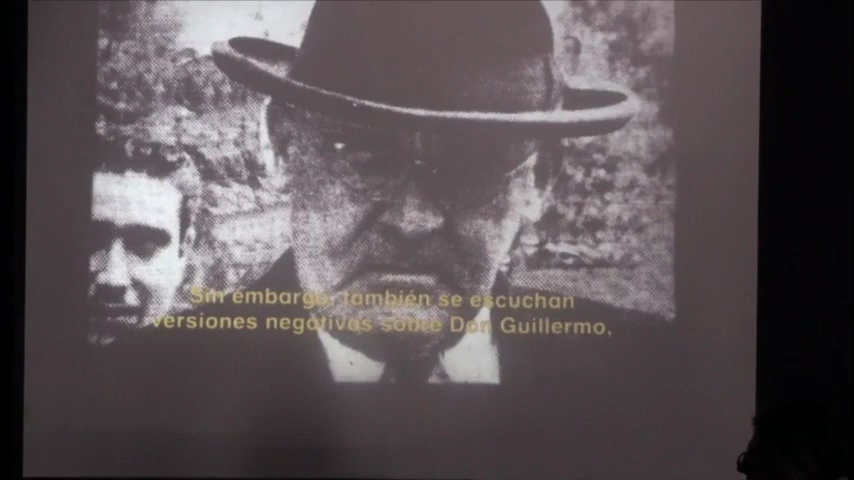 Sin embargo, también se escuchan
versiones negativas sobre Don Guillermo,